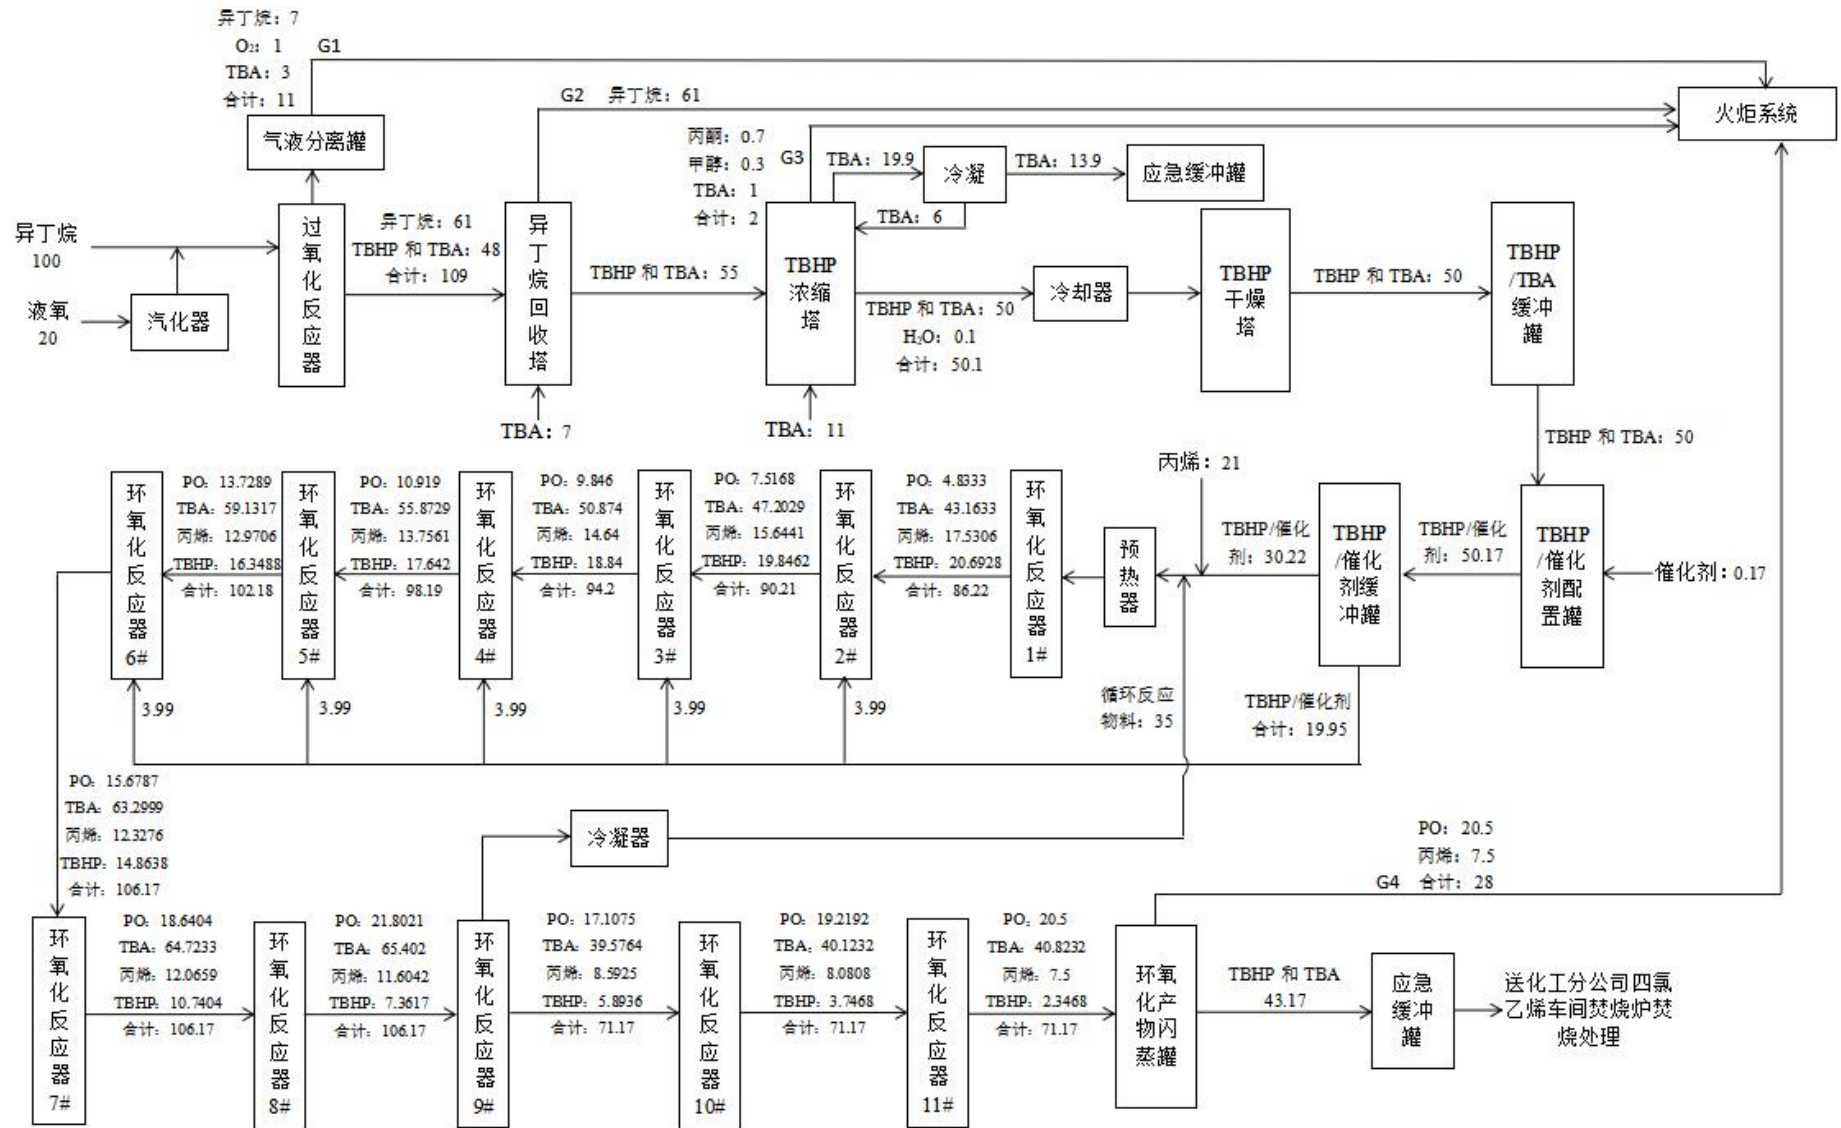 异丁烷：7
O₂：1
G1
TBA：3
合计：11
气液分离罐
G2 异丁烷：61
火炬系统
丙酮：0.7
甲醇：0.3
TBA：1
合计：2
G3
TBA：19.9
冷凝
TBA：13.9
应急缓冲罐
TBA：6
异丁烷
100
液氧
20
汽化器
过氧化反应器
异丁烷：61
TBHP 和 TBA：48
合计：109
异丁烷回收塔
TBA：7
TBHP 和 TBA：55
TBHP
浓缩
塔
TBA：11
TBHP 和 TBA：50
H₂O：0.1
合计：50.1
冷却器
TBHP
干燥
塔
TBHP 和 TBA：50
TBHP
/TBA
缓冲
罐
TBHP 和 TBA：50
催化剂：0.17
TBHP
/催化
剂配
置罐
TBHP/催化
剂：50.17
TBHP
/催化
剂缓
冲罐
TBHP/催化
剂：30.22
TBHP/催化剂
合计：19.95
丙烯：21
循环反应
物料：35
预热器
环氧化反应器
1#
PO：4.8333
TBA：43.1633
丙烯：17.5306
TBHP：20.6928
合计：86.22
环氧化反应器
2#
3.99
PO：7.5168
TBA：47.2029
丙烯：15.6441
TBHP：19.8462
合计：90.21
环氧化反应器
3#
3.99
PO：9.846
TBA：50.874
丙烯：14.64
TBHP：18.84
合计：94.2
环氧化反应器
4#
3.99
PO：10.919
TBA：55.8729
丙烯：13.7561
TBHP：17.642
合计：98.19
环氧化反应器
5#
3.99
PO：13.7289
TBA：59.1317
丙烯：12.9706
TBHP：16.3488
合计：102.18
环氧化反应器
6#
3.99
PO：15.6787
TBA：63.2999
丙烯：12.3276
TBHP：14.8638
合计：106.17
环氧化反应器
7#
PO：18.6404
TBA：64.7233
丙烯：12.0659
TBHP：10.7404
合计：106.17
环氧化反应器
8#
PO：21.8021
TBA：65.402
丙烯：11.6042
TBHP：7.3617
合计：106.17
环氧化反应器
9#
冷凝器
PO：17.1075
TBA：39.5764
丙烯：8.5925
TBHP：5.8936
合计：71.17
环氧化反应器
10#
PO：19.2192
TBA：40.1232
丙烯：8.0808
TBHP：3.7468
合计：71.17
环氧化反应器
11#
PO：20.5
TBA：40.8232
丙烯：7.5
TBHP：2.3468
合计：71.17
环氧
化产
物闪
蒸罐
PO：20.5
丙烯：7.5
G4 合计：28
TBHP 和 TBA
43.17
应急
缓冲
罐
送化工分公司四氯
乙烯车间焚烧炉焚
烧处理